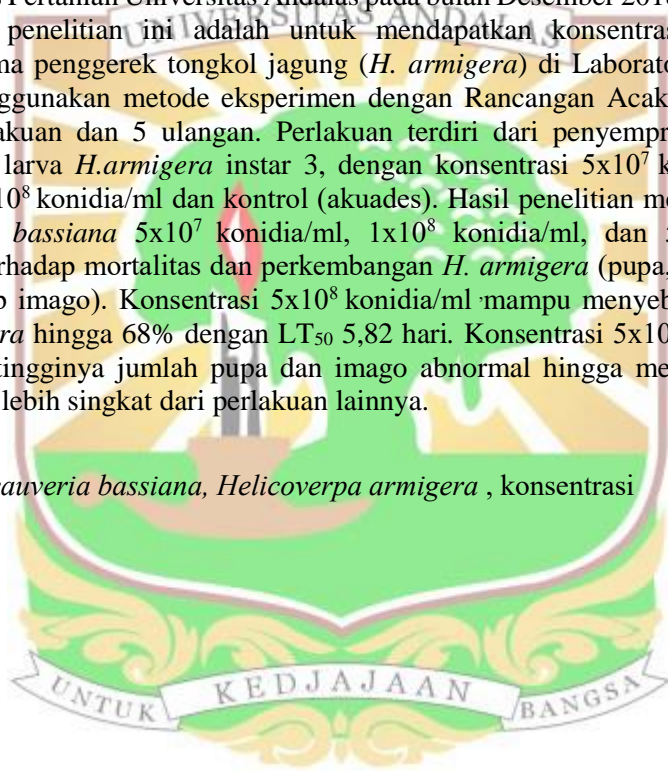 Pertanian Universitas Andalas pada bulan Desember 201
UNIVERSITAS ANDALAS
penelitian ini adalah untuk mendapatkan konsentras
ma penggerek tongkol jagung (H. armigera) di Laborato
ggunakan metode eksperimen dengan Rancangan Acak
akuan dan 5 ulangan. Perlakuan terdiri dari penyempr
larva H.armigera instar 3, dengan konsentrasi 5x10⁷ k
10⁸ konidia/ml dan kontrol (akuades). Hasil penelitian me
bassiana 5x10⁷ konidia/ml, 1x10⁸ konidia/ml, dan
rhadap mortalitas dan perkembangan H. armigera (pupa,
p imago). Konsentrasi 5x10⁸ konidia/ml mampu menyeb
ra hingga 68% dengan LT₅₀ 5,82 hari. Konsentrasi 5x10
tingginya jumlah pupa dan imago abnormal hingga me
lebih singkat dari perlakuan lainnya.
auveria bassiana, Helicoverpa armigera , konsentrasi
UNTUK KEDJAJAAN BANGSA